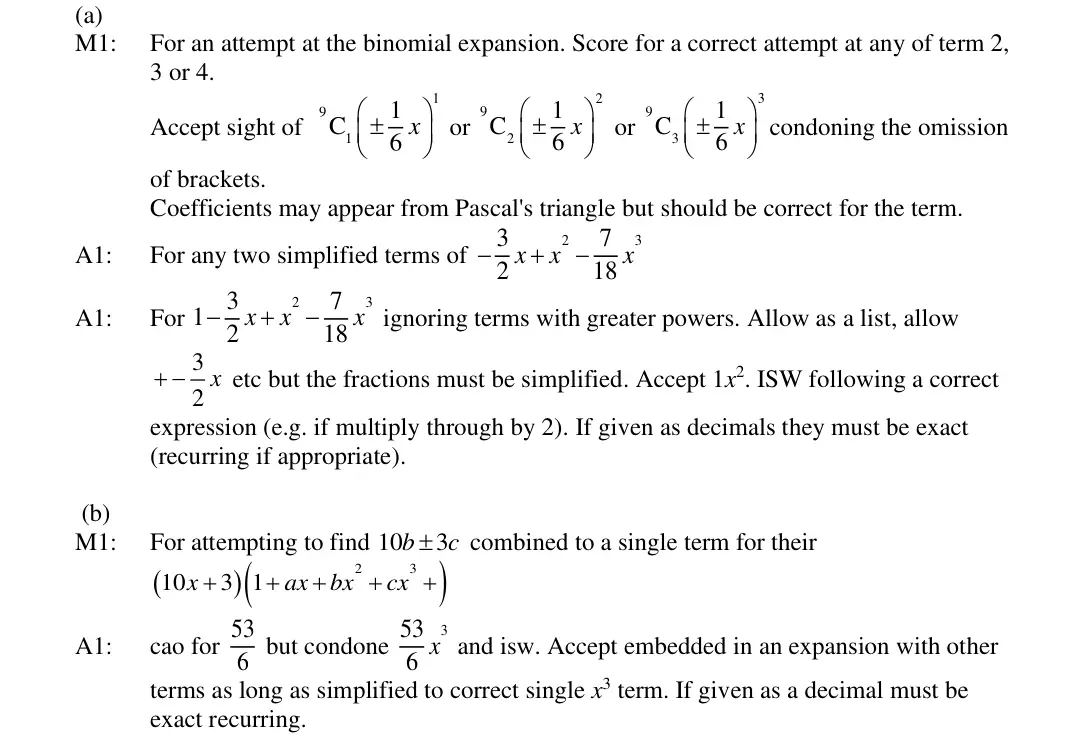 (a)
M1: For an attempt at the binomial expansion. Score for a correct attempt at any of term 2,
3 or 4.
Accept sight of ⁹C₁(±1/6 x)¹ or ⁹C₂(±1/6 x)² or ⁹C₃(±1/6 x)³ condoning the omission
of brackets.
Coefficients may appear from Pascal's triangle but should be correct for the term.
A1: For any two simplified terms of −3/2 x + x² − 7/18 x³
A1: For 1 − 3/2 x + x² − 7/18 x³ ignoring terms with greater powers. Allow as a list, allow
+ − 3/2 x etc but the fractions must be simplified. Accept 1x². ISW following a correct
expression (e.g. if multiply through by 2). If given as decimals they must be exact
(recurring if appropriate).
(b)
M1: For attempting to find 10b ± 3c combined to a single term for their
(10x + 3)(1 + ax + bx² + cx³ +)
A1: cao for 53/6 but condone 53/6 x³ and isw. Accept embedded in an expansion with other
terms as long as simplified to correct single x³ term. If given as a decimal must be
exact recurring.